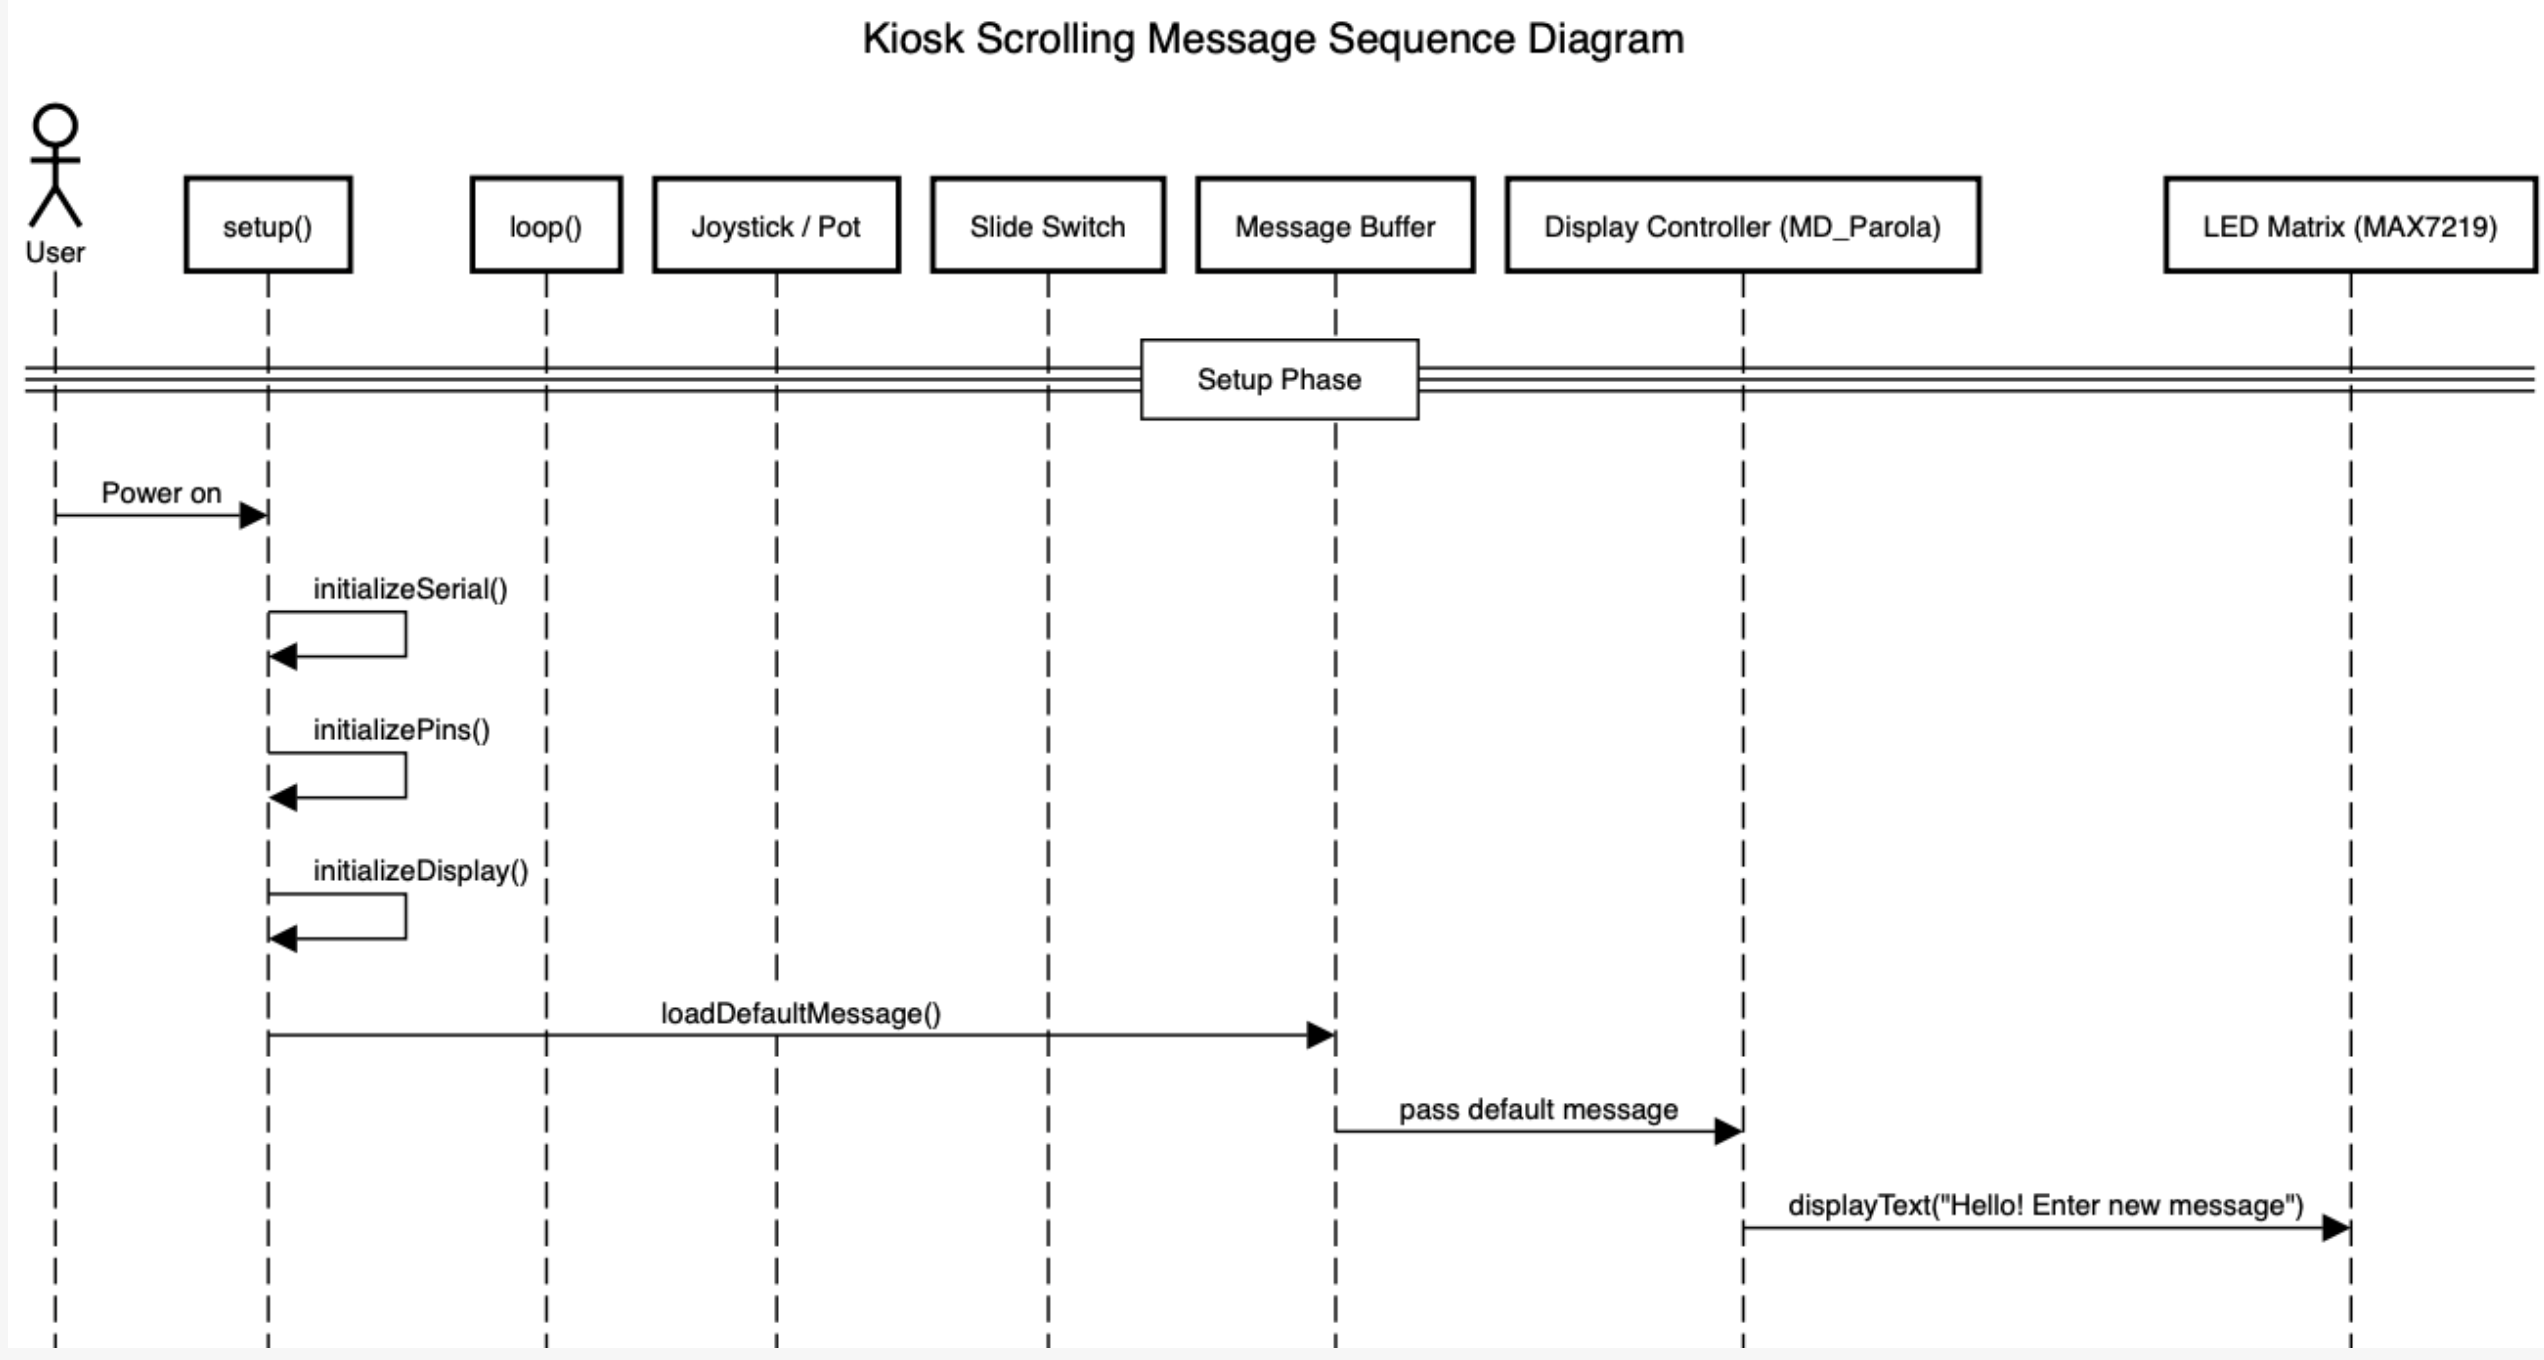 Kiosk Scrolling Message Sequence Diagram
User
setup()
loop()
Joystick / Pot
Slide Switch
Message Buffer
Display Controller (MD_Parola)
LED Matrix (MAX7219)
Setup Phase
Power on
initializeSerial()
initializePins()
initializeDisplay()
loadDefaultMessage()
pass default message
displayText("Hello! Enter new message")